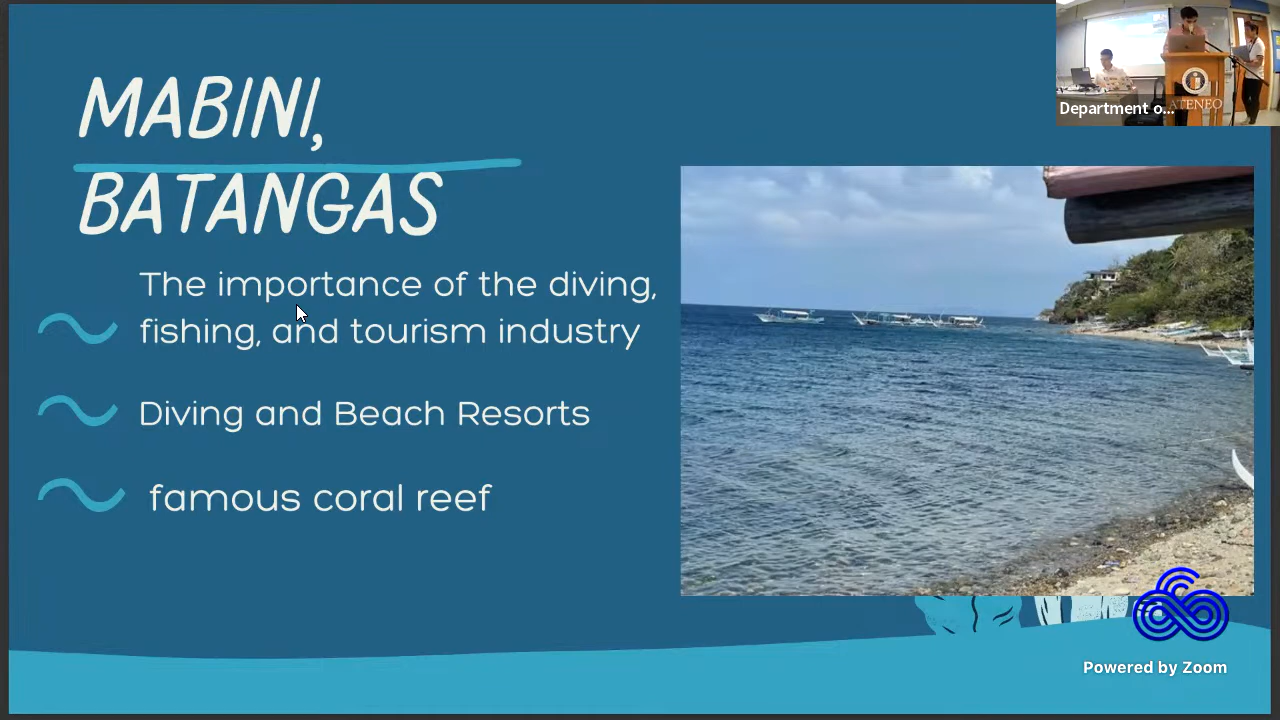 MABINI,
BATANGAS
The importance of the diving,
fishing, and tourism industry
Diving and Beach Resorts
famous coral reef
Department o...
ATENEO
Powered by Zoom